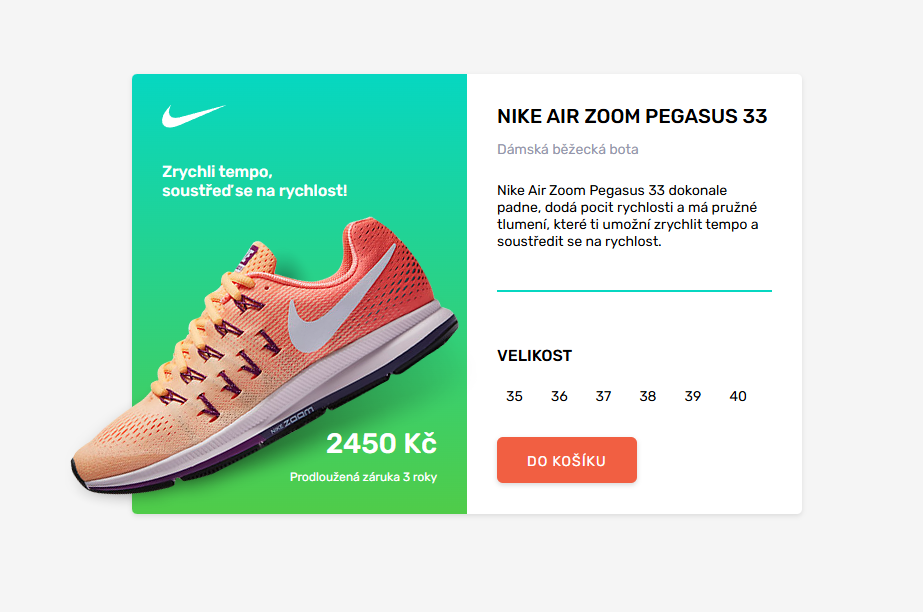 Zrychli tempo,
soustřeď se na rychlost!
NIKE ZOOM
2450 Kč
Prodloužená záruka 3 roky
NIKE AIR ZOOM PEGASUS 33
Dámská běžecká bota
Nike Air Zoom Pegasus 33 dokonale
padne, dodá pocit rychlosti a má pružné
tlumení, které ti umožní zrychlit tempo a
soustředit se na rychlost.
VELIKOST
35 36 37 38 39 40
DO KOŠÍKU